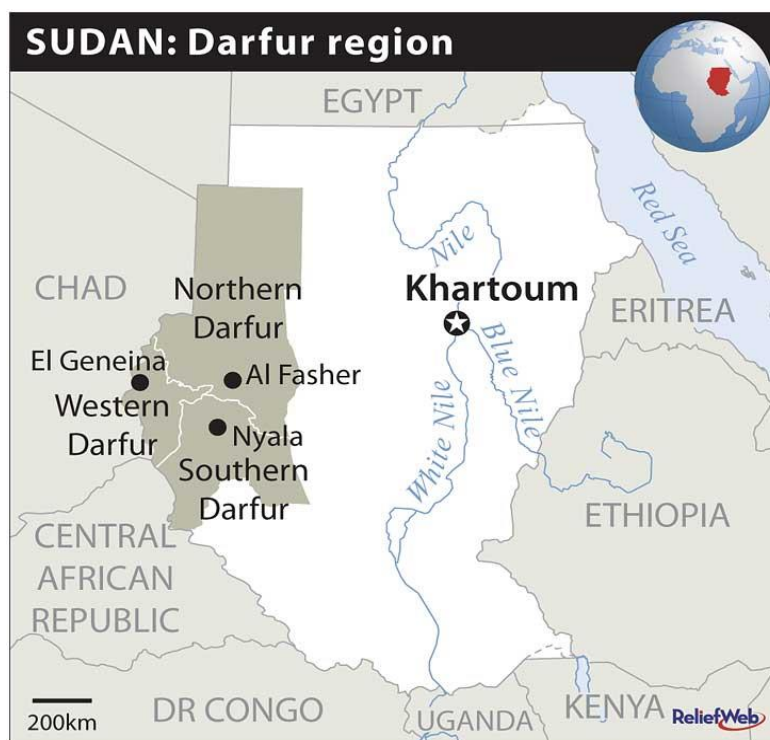 SUDAN: Darfur region
EGYPT
Red Sea
Nile
CHAD
Northern
Darfur
Khartoum
ERITREA
El Geneina
Al Fasher
Blue Nile
Western
Darfur
Nyala
White Nile
Southern
Darfur
ETHIOPIA
CENTRAL
AFRICAN
REPUBLIC
200km
DR CONGO
UGANDA
KENYA
ReliefWeb